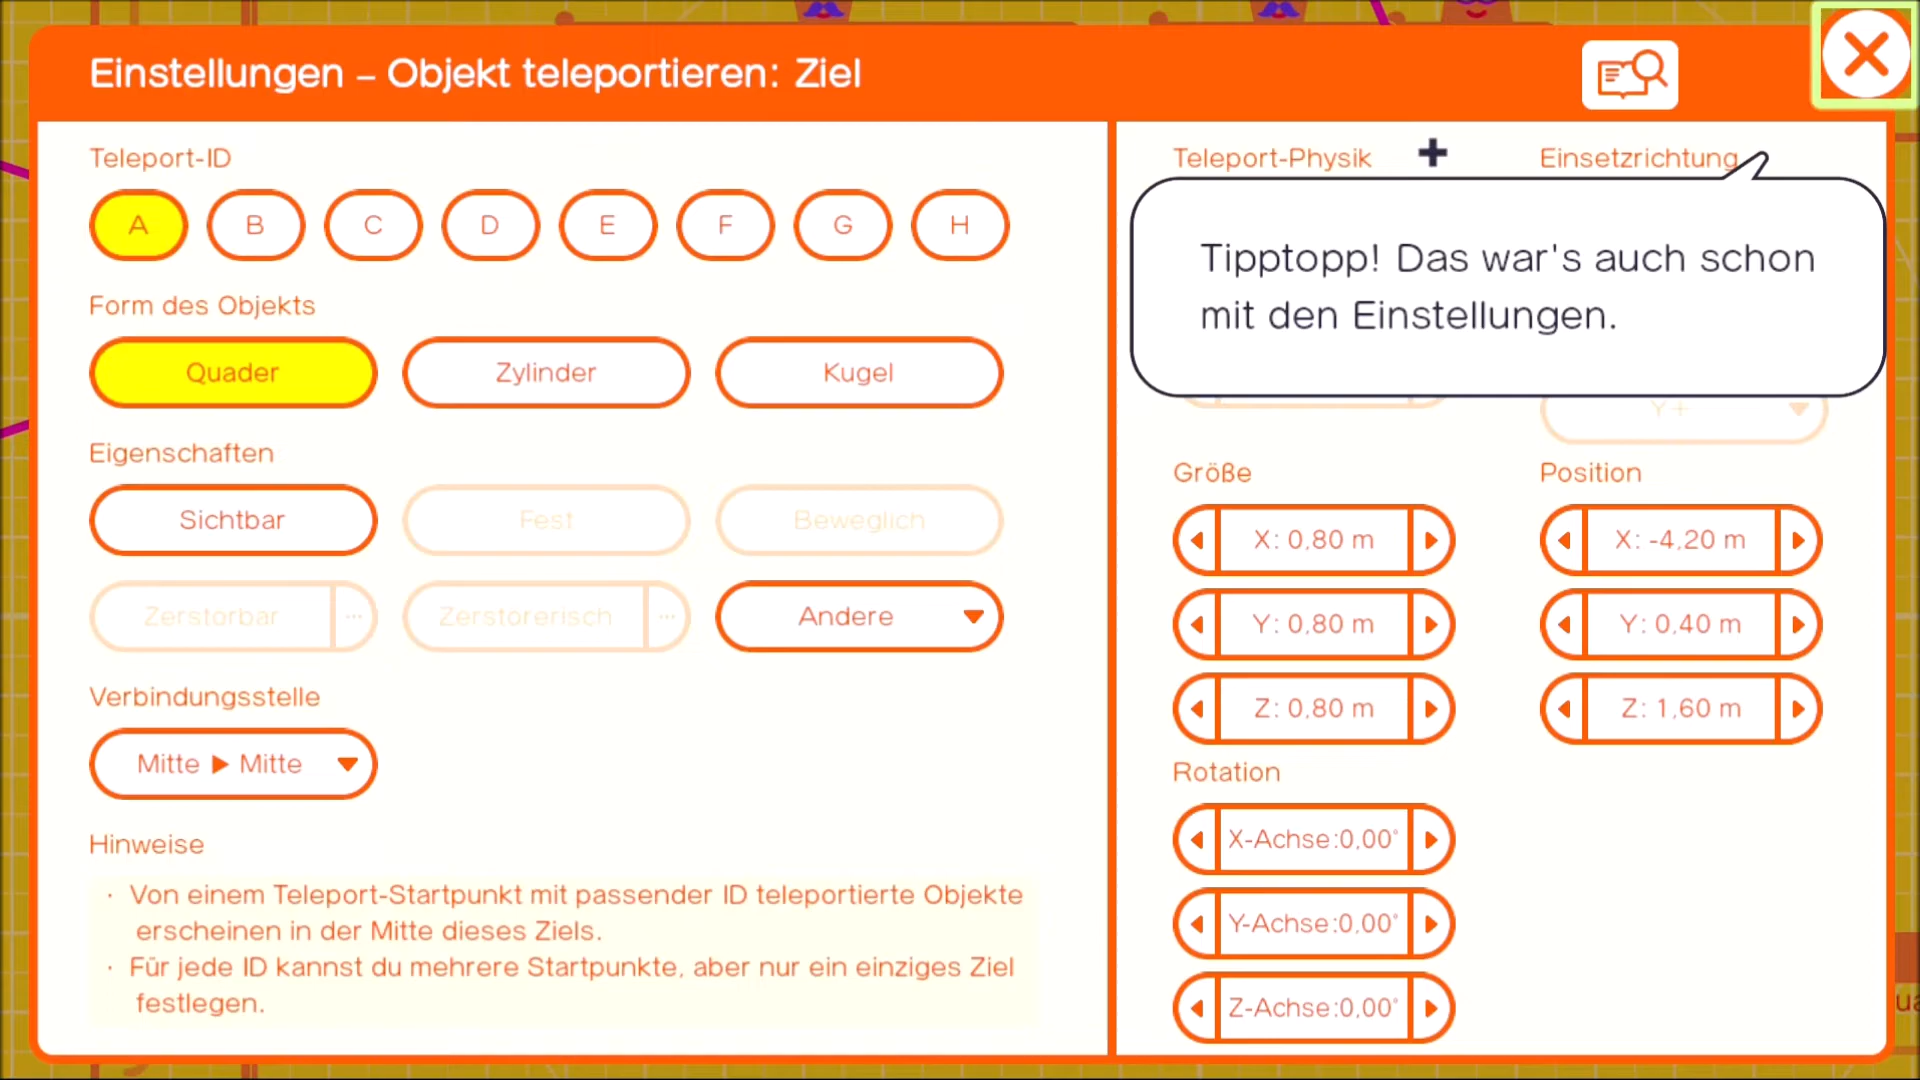 Einstellungen – Objekt teleportieren: Ziel
Teleport-ID
A B C D E F G H
Form des Objekts
Quader Zylinder Kugel
Eigenschaften
Sichtbar Fest Beweglich
Zerstörbar ... Zerstörerisch ... Andere
Verbindungsstelle
Mitte ▶ Mitte
Hinweise
· Von einem Teleport-Startpunkt mit passender ID teleportierte Objekte
erscheinen in der Mitte dieses Ziels.
· Für jede ID kannst du mehrere Startpunkte, aber nur ein einziges Ziel
festlegen.
Teleport-Physik Einsetzrichtung
Tipptopp! Das war's auch schon
mit den Einstellungen.
Y+
Größe Position
X: 0,80 m X: -4,20 m
Y: 0,80 m Y: 0,40 m
Z: 0,80 m Z: 1,60 m
Rotation
X-Achse:0,00°
Y-Achse:0,00°
Z-Achse:0,00°